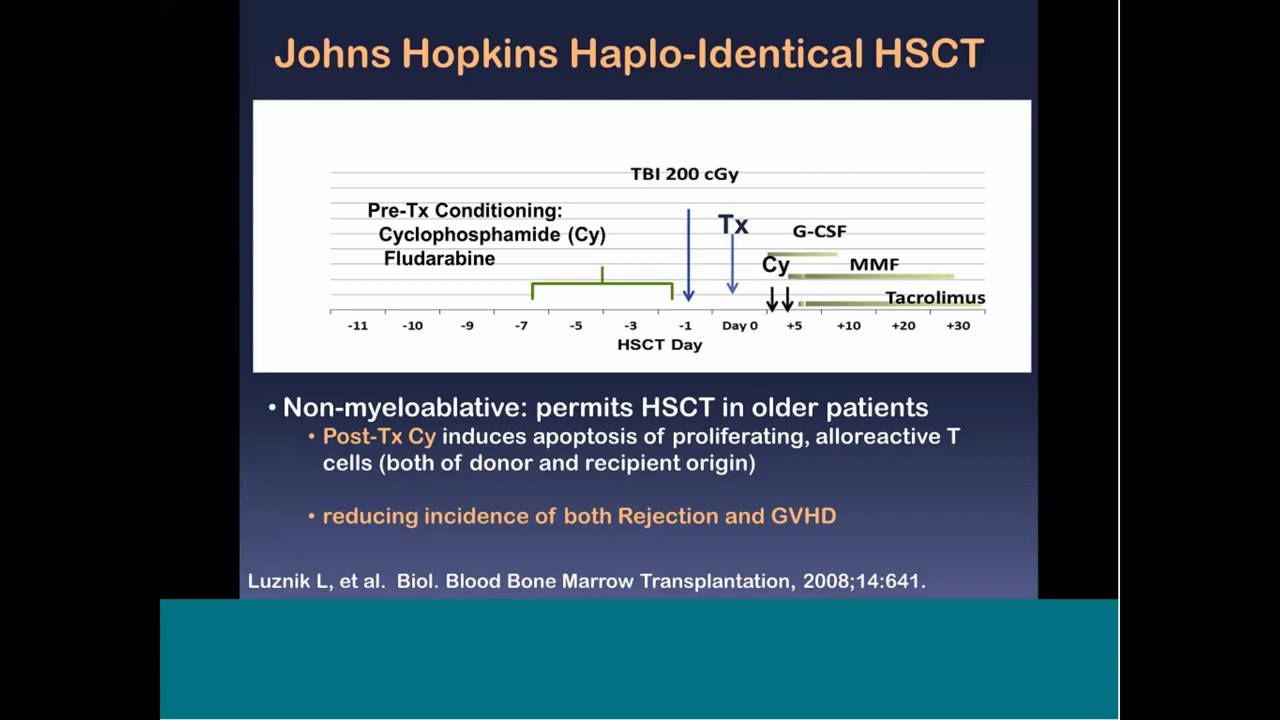 Johns Hopkins Haplo-Identical HSCT
TBI 200 cGy
Pre-Tx Conditioning:
Cyclophosphamide (Cy)
Fludarabine
Tx
G-CSF
Cy
MMF
Tacrolimus
-11 -10 -9 -7 -5 -3 -1 Day 0 +5 +10 +20 +30
HSCT Day
• Non-myeloablative: permits HSCT in older patients
• Post-Tx Cy induces apoptosis of proliferating, alloreactive T
cells (both of donor and recipient origin)
• reducing incidence of both Rejection and GVHD
Luznik L, et al. Biol. Blood Bone Marrow Transplantation, 2008;14:641.